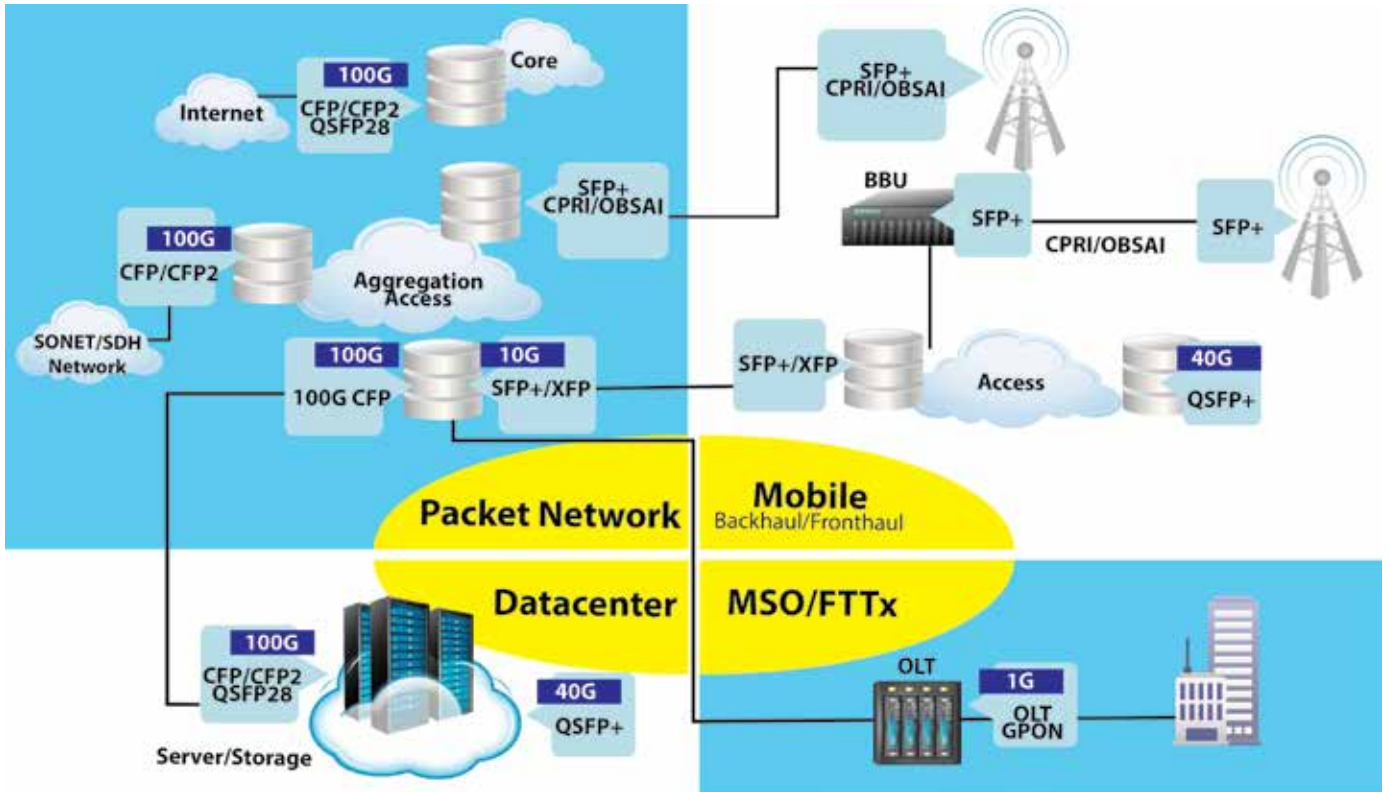 Internet
100G
CFP/CFP2
QSFP28
Core
SFP+
CPRI/OBSAI
100G
CFP/CFP2
Aggregation
Access
SONET/SDH
Network
100G
100G CFP
10G
SFP+/XFP
SFP+
CPRI/OBSAI
BBU
SFP+
CPRI/OBSAI
SFP+
SFP+/XFP
Access
40G
QSFP+
Packet Network
Mobile
Backhaul/Fronthaul
Datacenter
MSO/FTTx
100G
CFP/CFP2
QSFP28
40G
QSFP+
Server/Storage
OLT
1G
OLT
GPON